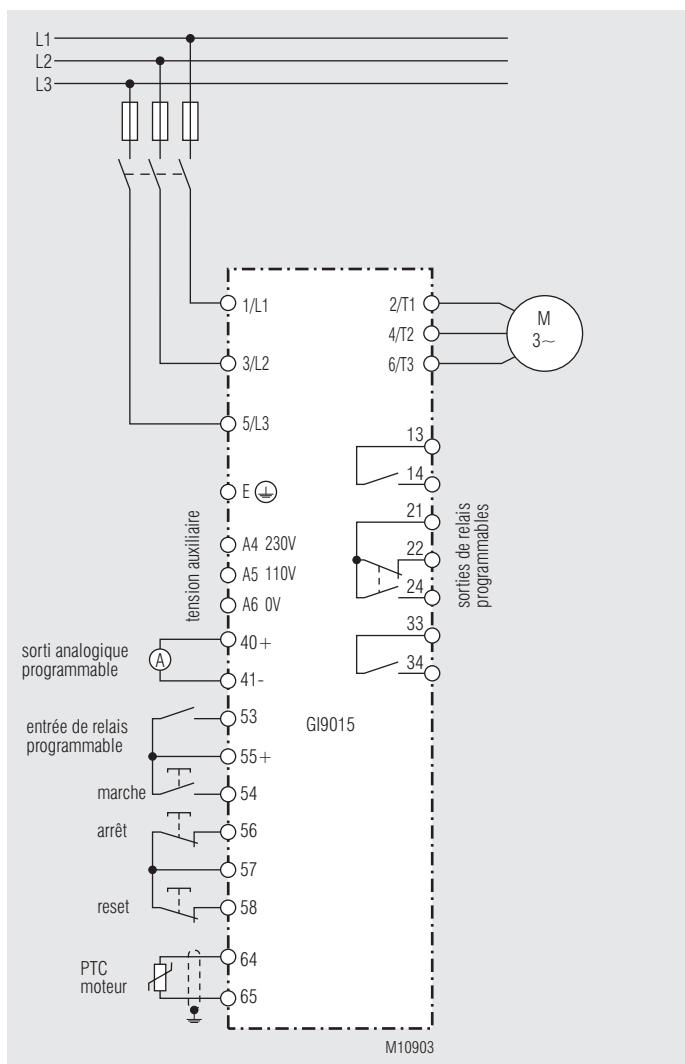 L1
L2
L3
1/L1
3/L2
5/L3
E
tension auxiliaire
A4 230V
A5 110V
A6 0V
sorti analogique
programmable
A
40+
41-
entrée de relais
programmable
53
55+
marche
54
arrêt
56
57
reset
58
PTC
moteur
64
65
GI9015
2/T1
4/T2
6/T3
M
3~
13
14
21
22
24
33
34
sorties de relais
programmables
M10903